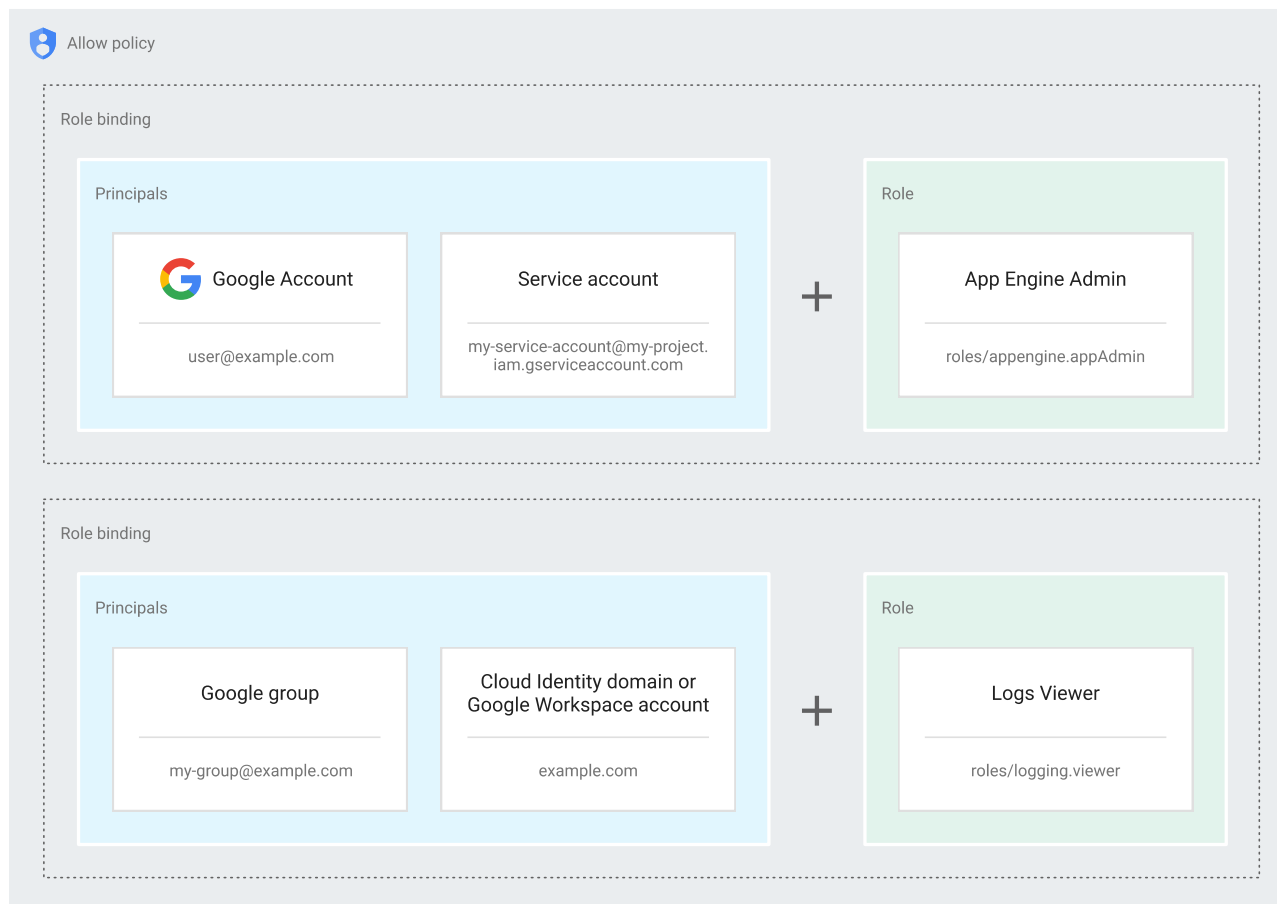 Allow policy
Role binding
Principals
Google Account
user@example.com
Service account
my-service-account@my-project.
iam.gserviceaccount.com
+
Role
App Engine Admin
roles/appengine.appAdmin
Role binding
Principals
Google group
my-group@example.com
Cloud Identity domain or
Google Workspace account
example.com
+
Role
Logs Viewer
roles/logging.viewer